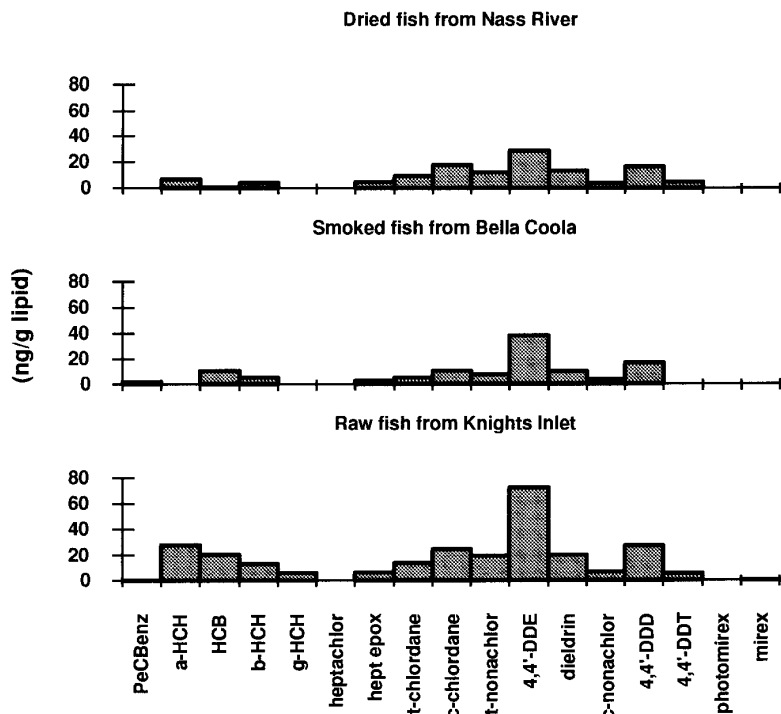 Dried fish from Nass River
80
60
40
20
0
Smoked fish from Bella Coola
80
60
40
20
0
(ng/g lipid)
Raw fish from Knights Inlet
80
60
40
20
0
PeCBenz
a-HCH
HCB
b-HCH
g-HCH
heptachlor
hept epox
t-chlordane
c-chlordane
t-nonachlor
4,4'-DDE
dieldrin
c-nonachlor
4,4'-DDD
4,4'-DDT
photomirex
mirex